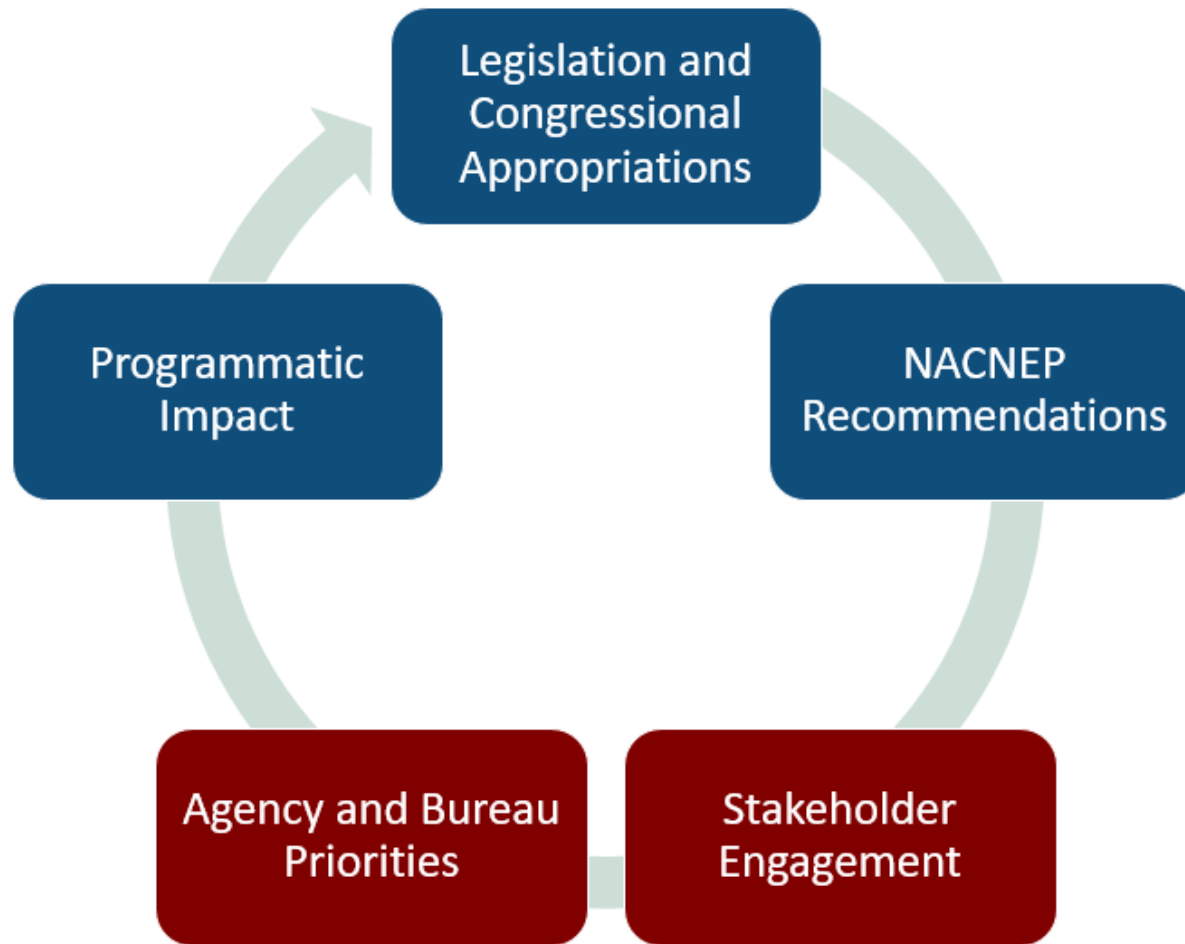 Legislation and
Congressional
Appropriations
NACNEP
Recommendations
Stakeholder
Engagement
Agency and Bureau
Priorities
Programmatic
Impact